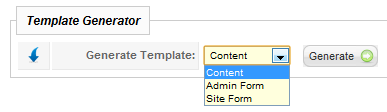 Template Generator
Generate Template: Content Generate
Content
Admin Form
Site Form